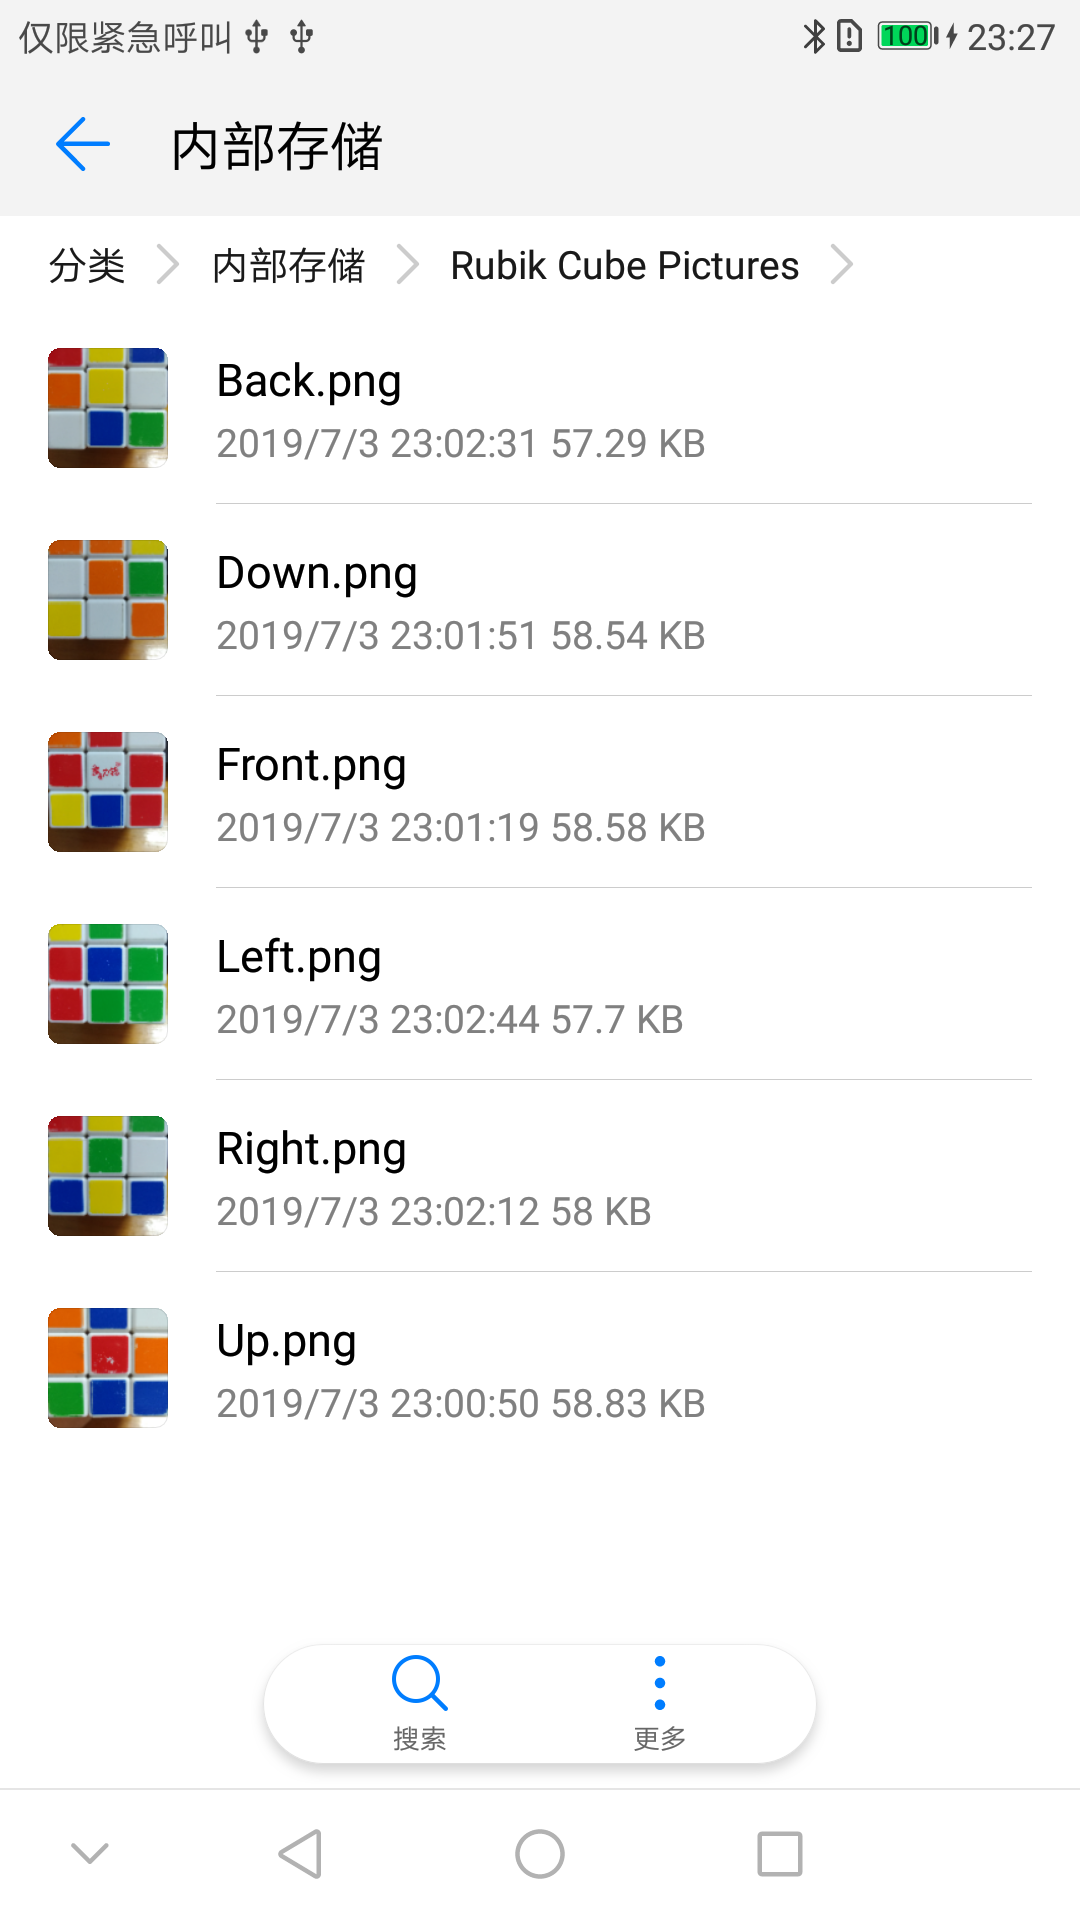 仅限紧急呼叫 100 23:27
内部存储
分类 内部存储 Rubik Cube Pictures
Back.png
2019/7/3 23:02:31 57.29 KB
Down.png
2019/7/3 23:01:51 58.54 KB
Front.png
2019/7/3 23:01:19 58.58 KB
Left.png
2019/7/3 23:02:44 57.7 KB
Right.png
2019/7/3 23:02:12 58 KB
Up.png
2019/7/3 23:00:50 58.83 KB
搜索 更多